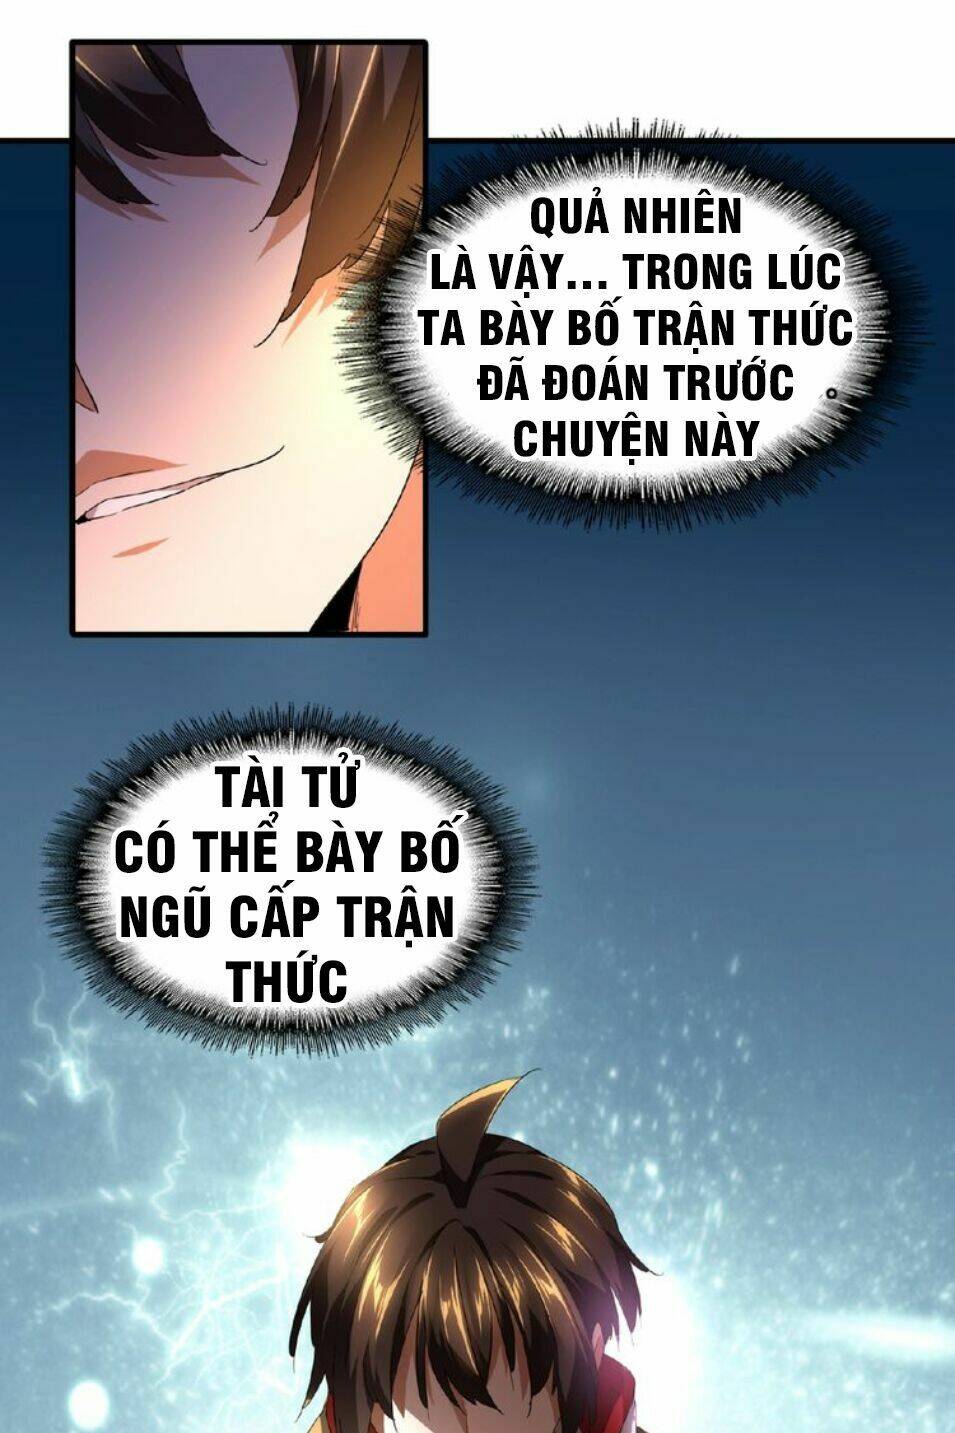 QUẢ NHIÊN
LÀ VẬY... TRONG LÚC
TA BÀY BỐ TRẬN THỨC
ĐÃ ĐOÁN TRƯỚC 。
CHUYỆN NÀY
TÀI TỬ
CÓ THỂ BÀY BỐ
NGŨ CẤP TRẬN
THỨC